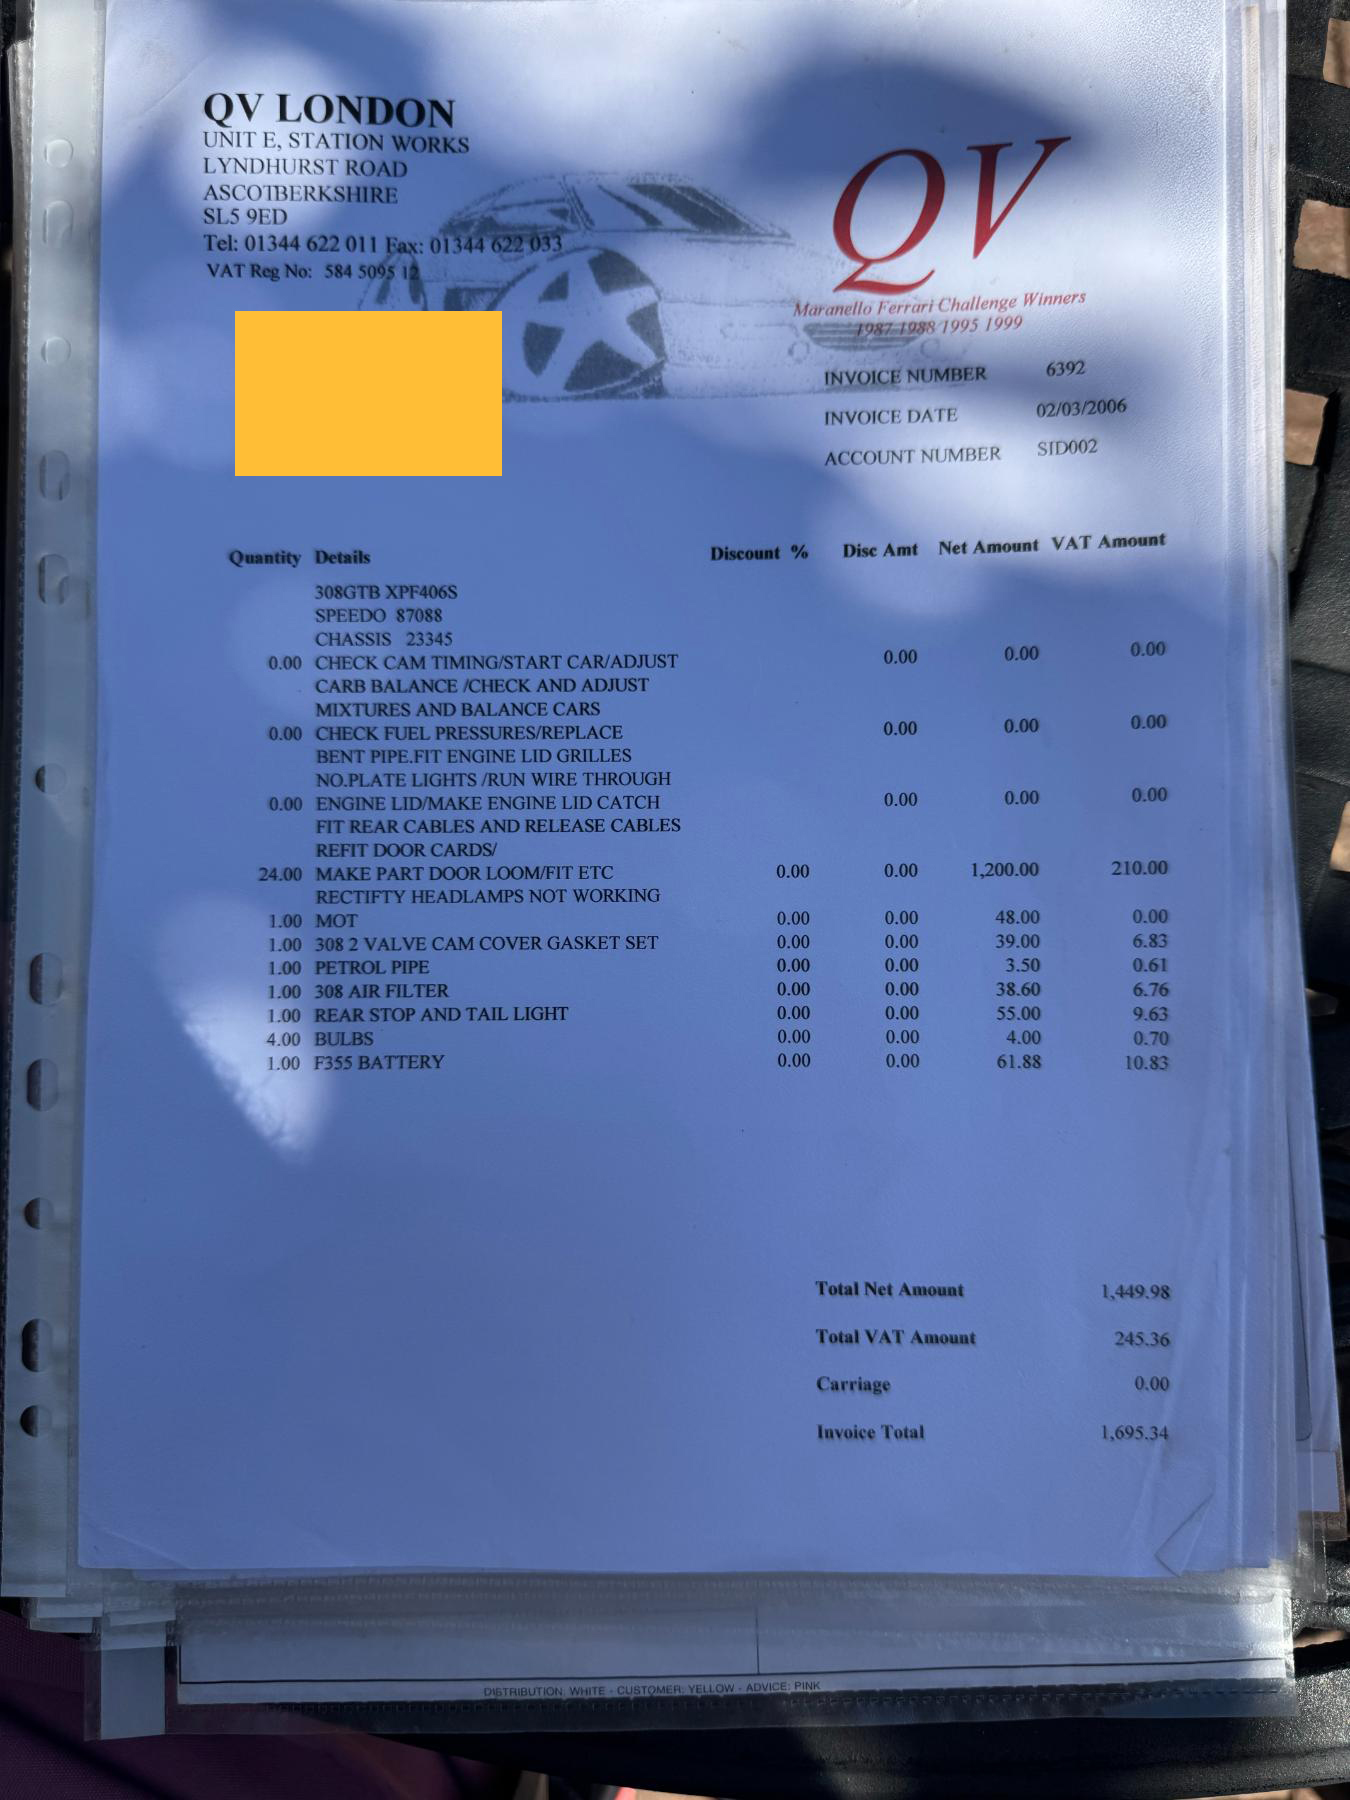 QV LONDON
UNIT E, STATION WORKS
LYNDHURST ROAD
ASCOTBERKSHIRE
SL5 9ED
Tel: 01344 622 011 Fax: 01344 622 033
VAT Reg No: 584 5095 12
QV
Maranello Ferrari Challenge Winners
1987 1988 1995 1999
INVOICE NUMBER 6392
INVOICE DATE 02/03/2006
ACCOUNT NUMBER SID002
Quantity Details Discount % Disc Amt Net Amount VAT Amount
308GTB XPF406S
SPEEDO 87088
CHASSIS 23345
0.00 CHECK CAM TIMING/START CAR/ADJUST 0.00 0.00 0.00
CARB BALANCE /CHECK AND ADJUST
MIXTURES AND BALANCE CARS
0.00 CHECK FUEL PRESSURES/REPLACE 0.00 0.00 0.00
BENT PIPE.FIT ENGINE LID GRILLES
NO.PLATE LIGHTS /RUN WIRE THROUGH
0.00 ENGINE LID/MAKE ENGINE LID CATCH 0.00 0.00 0.00
FIT REAR CABLES AND RELEASE CABLES
REFIT DOOR CARDS/
24.00 MAKE PART DOOR LOOM/FIT ETC 0.00 0.00 1,200.00 210.00
RECTIFTY HEADLAMPS NOT WORKING
1.00 MOT 0.00 0.00 48.00 0.00
1.00 308 2 VALVE CAM COVER GASKET SET 0.00 0.00 39.00 6.83
1.00 PETROL PIPE 0.00 0.00 3.50 0.61
1.00 308 AIR FILTER 0.00 0.00 38.60 6.76
1.00 REAR STOP AND TAIL LIGHT 0.00 0.00 55.00 9.63
4.00 BULBS 0.00 0.00 4.00 0.70
1.00 F355 BATTERY 0.00 0.00 61.88 10.83
Total Net Amount 1,449.98
Total VAT Amount 245.36
Carriage 0.00
Invoice Total 1,695.34
DISTRIBUTION: WHITE - CUSTOMER: YELLOW - ADVICE: PINK